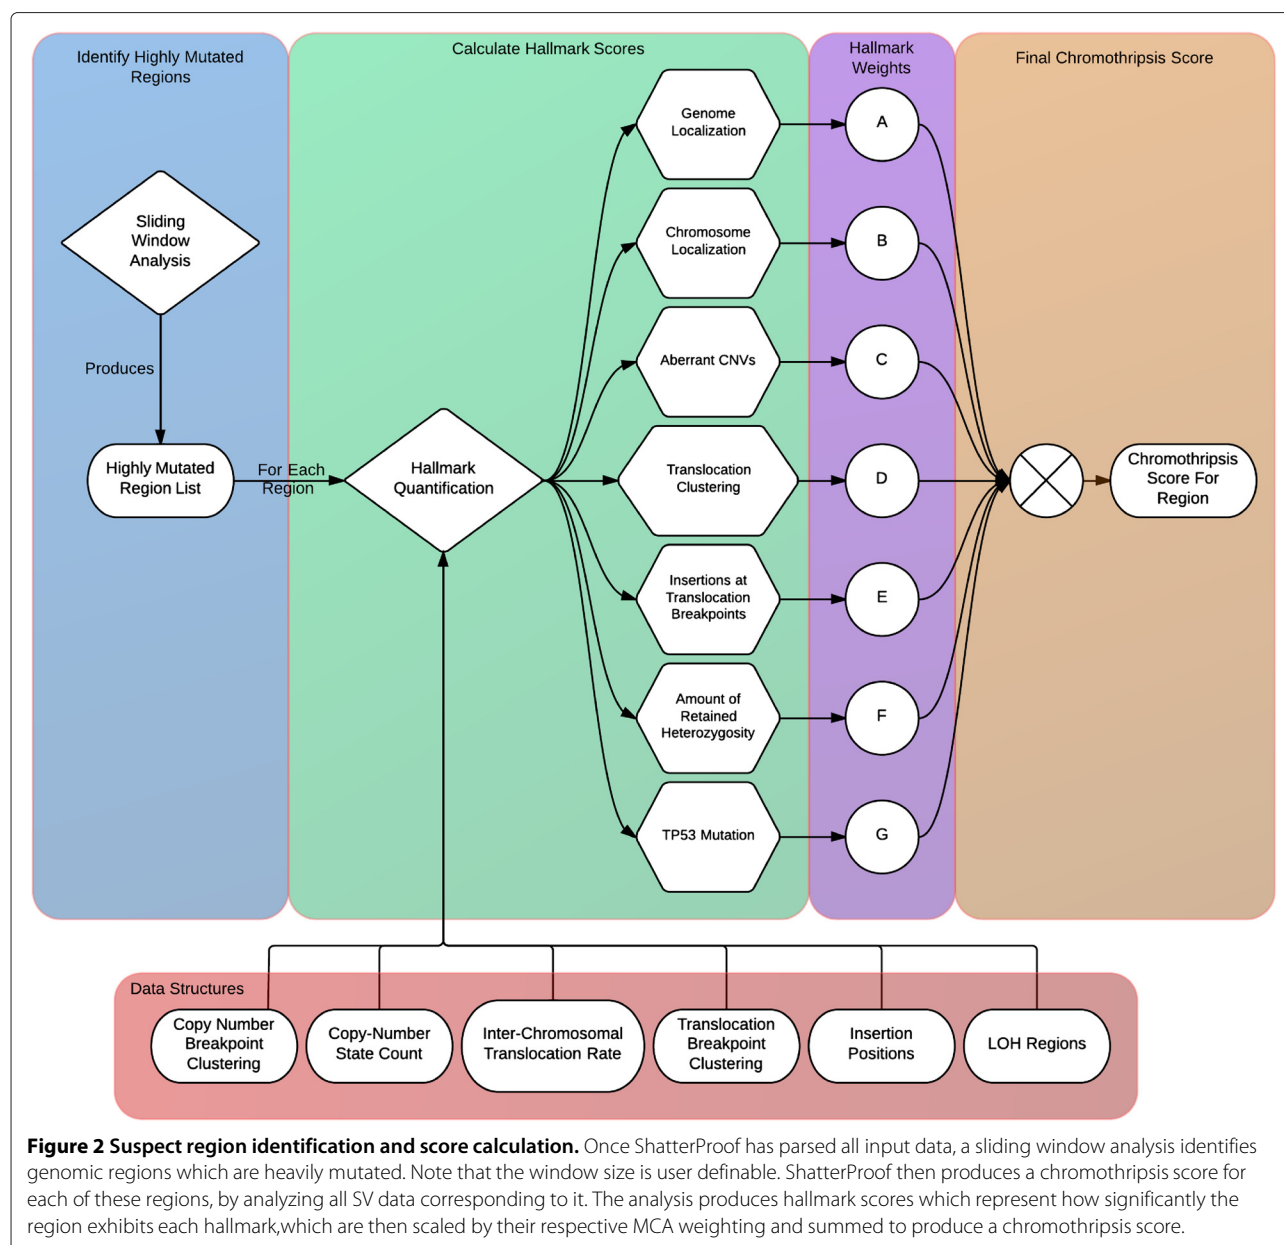 Identify Highly Mutated
Regions
Calculate Hallmark Scores
Hallmark
Weights
Final Chromothripsis Score
Sliding
Window
Analysis
Produces
Highly Mutated
Region List
For Each
Region
Hallmark
Quantification
Genome
Localization
Chromosome
Localization
Aberrant CNVs
Translocation
Clustering
Insertions at
Translocation
Breakpoints
Amount of
Retained
Heterozygosity
TP53 Mutation
A
B
C
D
E
F
G
Chromothripsis
Score For
Region
Data Structures
Copy Number
Breakpoint
Clustering
Copy-Number
State Count
Inter-Chromosomal
Translocation Rate
Translocation
Breakpoint
Clustering
Insertion
Positions
LOH Regions
Figure 2 Suspect region identification and score calculation. Once ShatterProof has parsed all input data, a sliding window analysis identifies
genomic regions which are heavily mutated. Note that the window size is user definable. ShatterProof then produces a chromothripsis score for
each of these regions, by analyzing all SV data corresponding to it. The analysis produces hallmark scores which represent how significantly the
region exhibits each hallmark,which are then scaled by their respective MCA weighting and summed to produce a chromothripsis score.